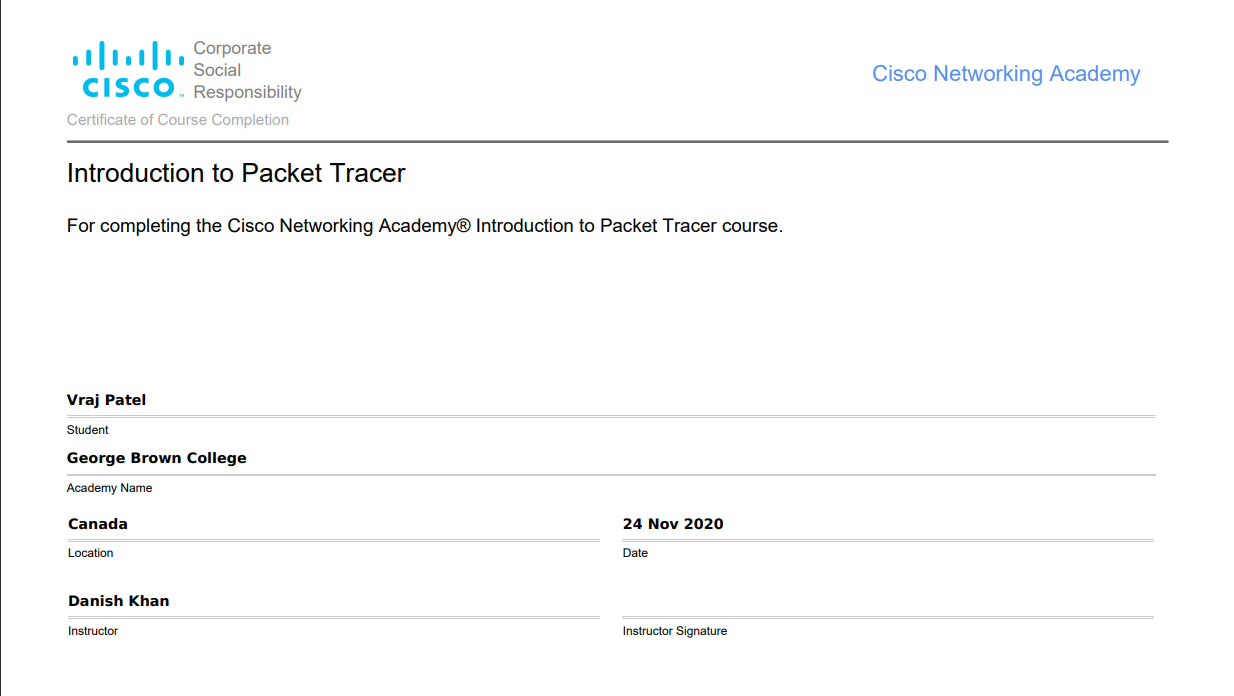 CISCO™
Corporate
Social
Responsibility
Cisco Networking Academy
Certificate of Course Completion
Introduction to Packet Tracer
For completing the Cisco Networking Academy® Introduction to Packet Tracer course.
Vraj Patel
Student
George Brown College
Academy Name
Canada
24 Nov 2020
Location
Date
Danish Khan
Instructor
Instructor Signature